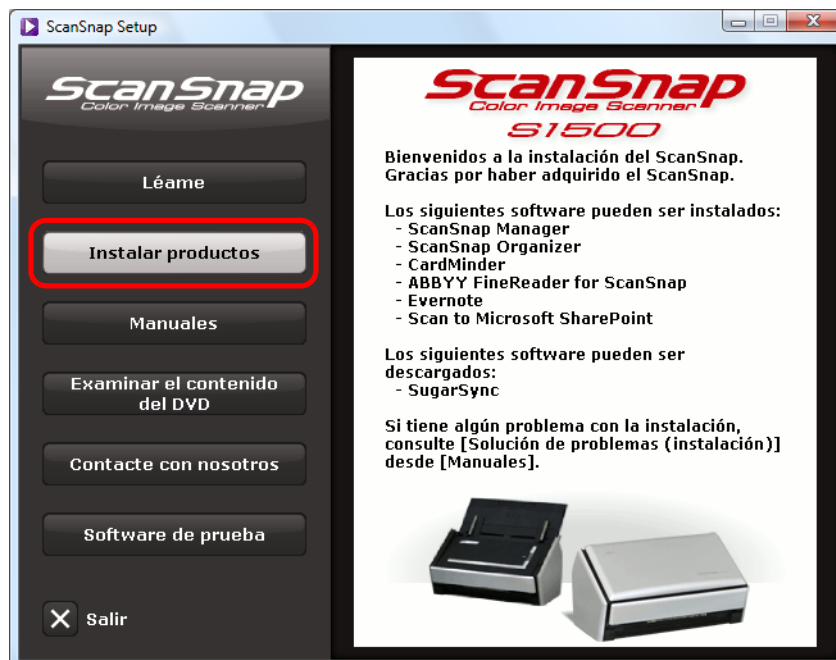 ScanSnap Setup
ScanSnap
Color Image Scanner
Léame
Instalar productos
Manuales
Examinar el contenido
del DVD
Contacte con nosotros
Software de prueba
Salir
ScanSnap
Color Image Scanner
S1500
Bienvenidos a la instalación del ScanSnap.
Gracias por haber adquirido el ScanSnap.
Los siguientes software pueden ser instalados:
- ScanSnap Manager
- ScanSnap Organizer
- CardMinder
- ABBYY FineReader for ScanSnap
- Evernote
- Scan to Microsoft SharePoint
Los siguientes software pueden ser
descargados:
- SugarSync
Si tiene algún problema con la instalación,
consulte [Solución de problemas (instalación)]
desde [Manuales].